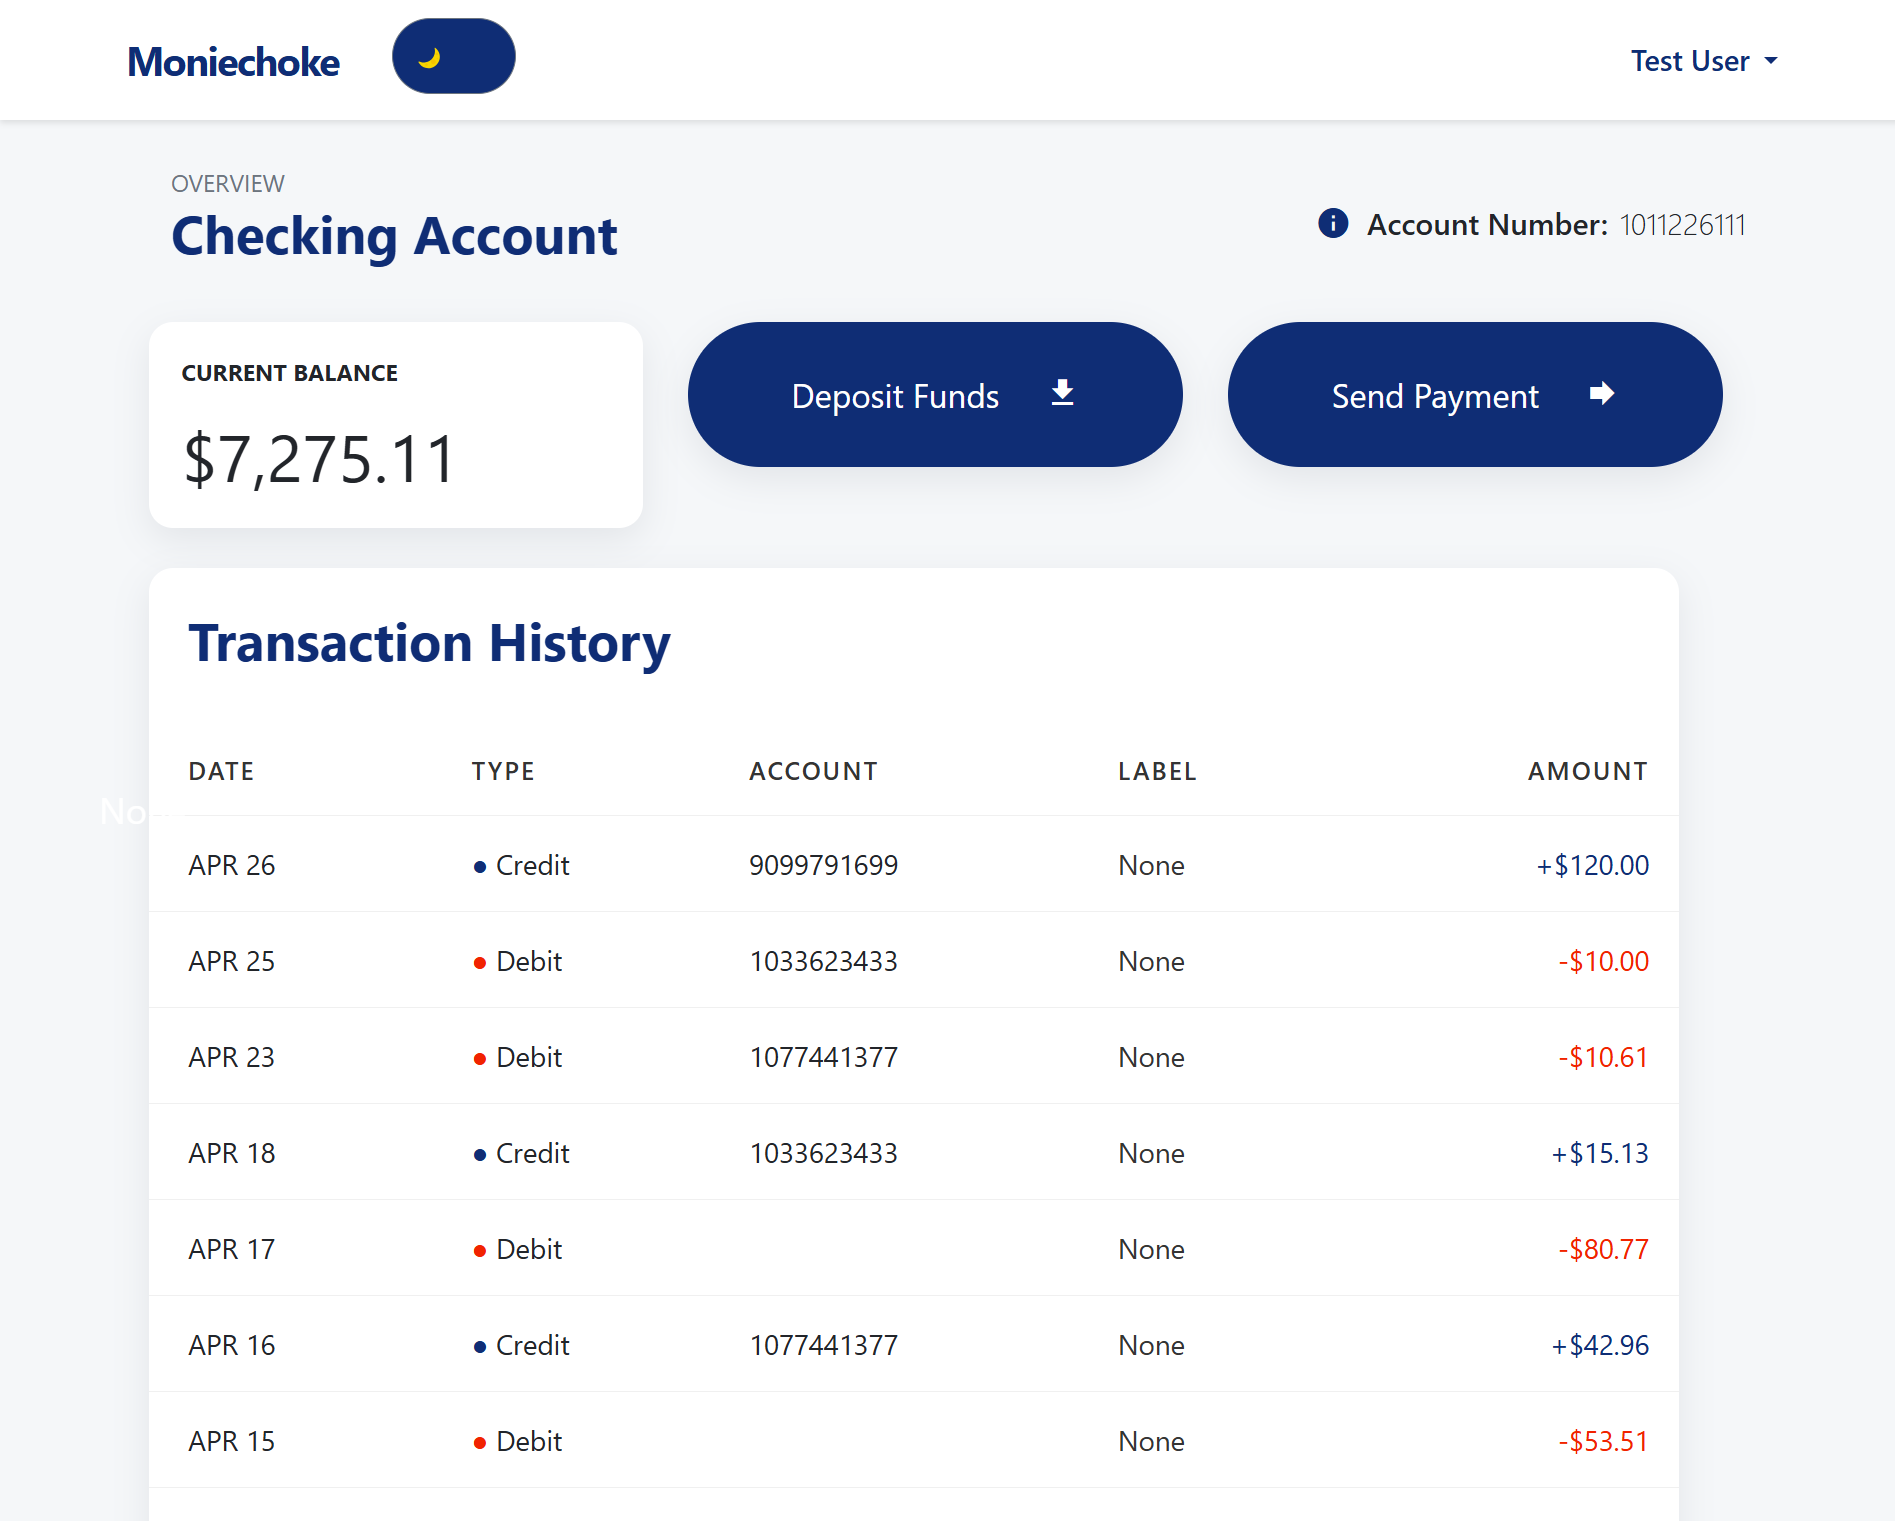 Moniechoke
Test User
OVERVIEW
Checking Account
Account Number: 1011226111
CURRENT BALANCE
$7,275.11
Deposit Funds
Send Payment
Transaction History
DATE TYPE ACCOUNT LABEL AMOUNT
No
APR 26 Credit 9099791699 None +$120.00
APR 25 Debit 1033623433 None -$10.00
APR 23 Debit 1077441377 None -$10.61
APR 18 Credit 1033623433 None +$15.13
APR 17 Debit None -$80.77
APR 16 Credit 1077441377 None +$42.96
APR 15 Debit None -$53.51